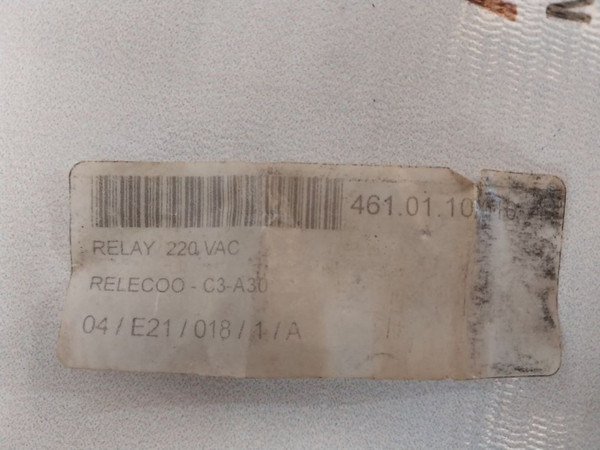 461.01.10
RELAY 220 VAC
RELECOO - C3-A30
04 / E21 / 018 / 1 / A